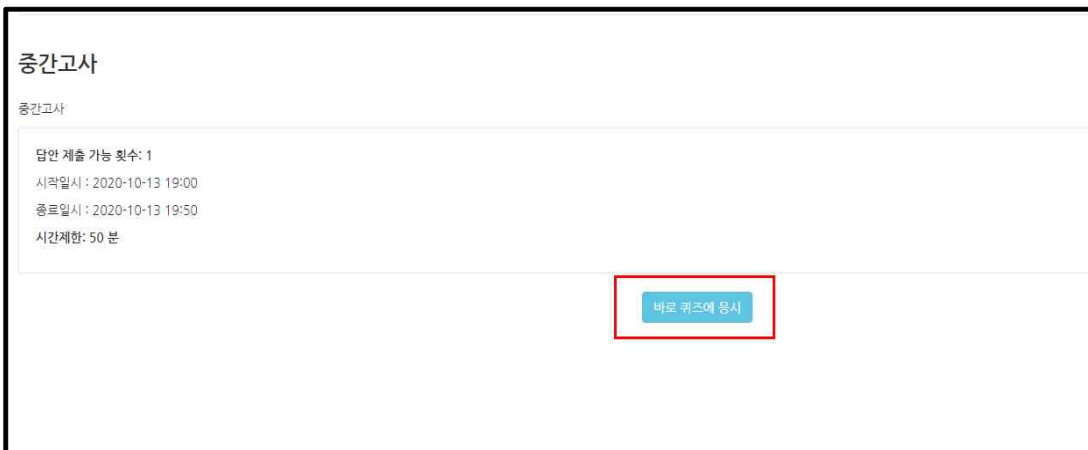 중간고사
중간고사
답안 제출 가능 횟수: 1
시작일시 : 2020-10-13 19:00
종료일시 : 2020-10-13 19:50
시간제한: 50 분
바로 퀴즈에 응시